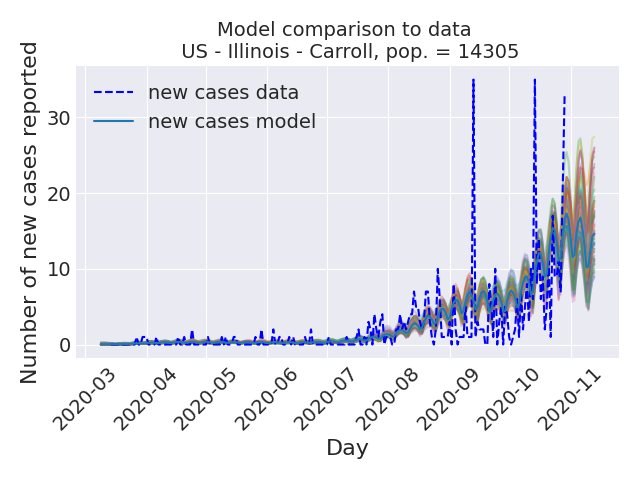 Model comparison to data
US - Illinois - Carroll, pop. = 14305
Number of new cases reported
30
20
10
0
new cases data
new cases model
2020-03
2020-04
2020-05
2020-06
2020-07
2020-08
2020-09
2020-10
2020-11
Day